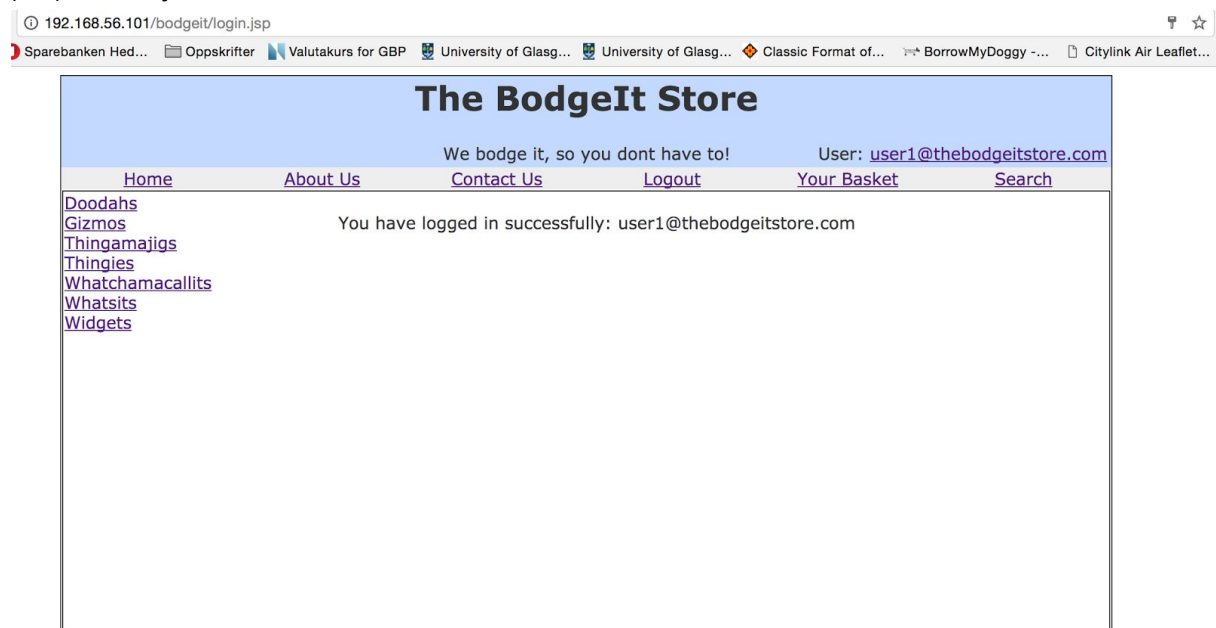 192.168.56.101/bodgeit/login.jsp
Sparebanken Hed... Oppskrifter Valutakurs for GBP University of Glasg... University of Glasg... Classic Format of... BorrowMyDoggy -... Citylink Air Leaflet...
The BodgeIt Store
We bodge it, so you dont have to! User: user1@thebodgeitstore.com
Home About Us Contact Us Logout Your Basket Search
Doodahs
Gizmos
You have logged in successfully: user1@thebodgeitstore.com
Thingamajigs
Thingies
Whatchamacallits
Whatsits
Widgets